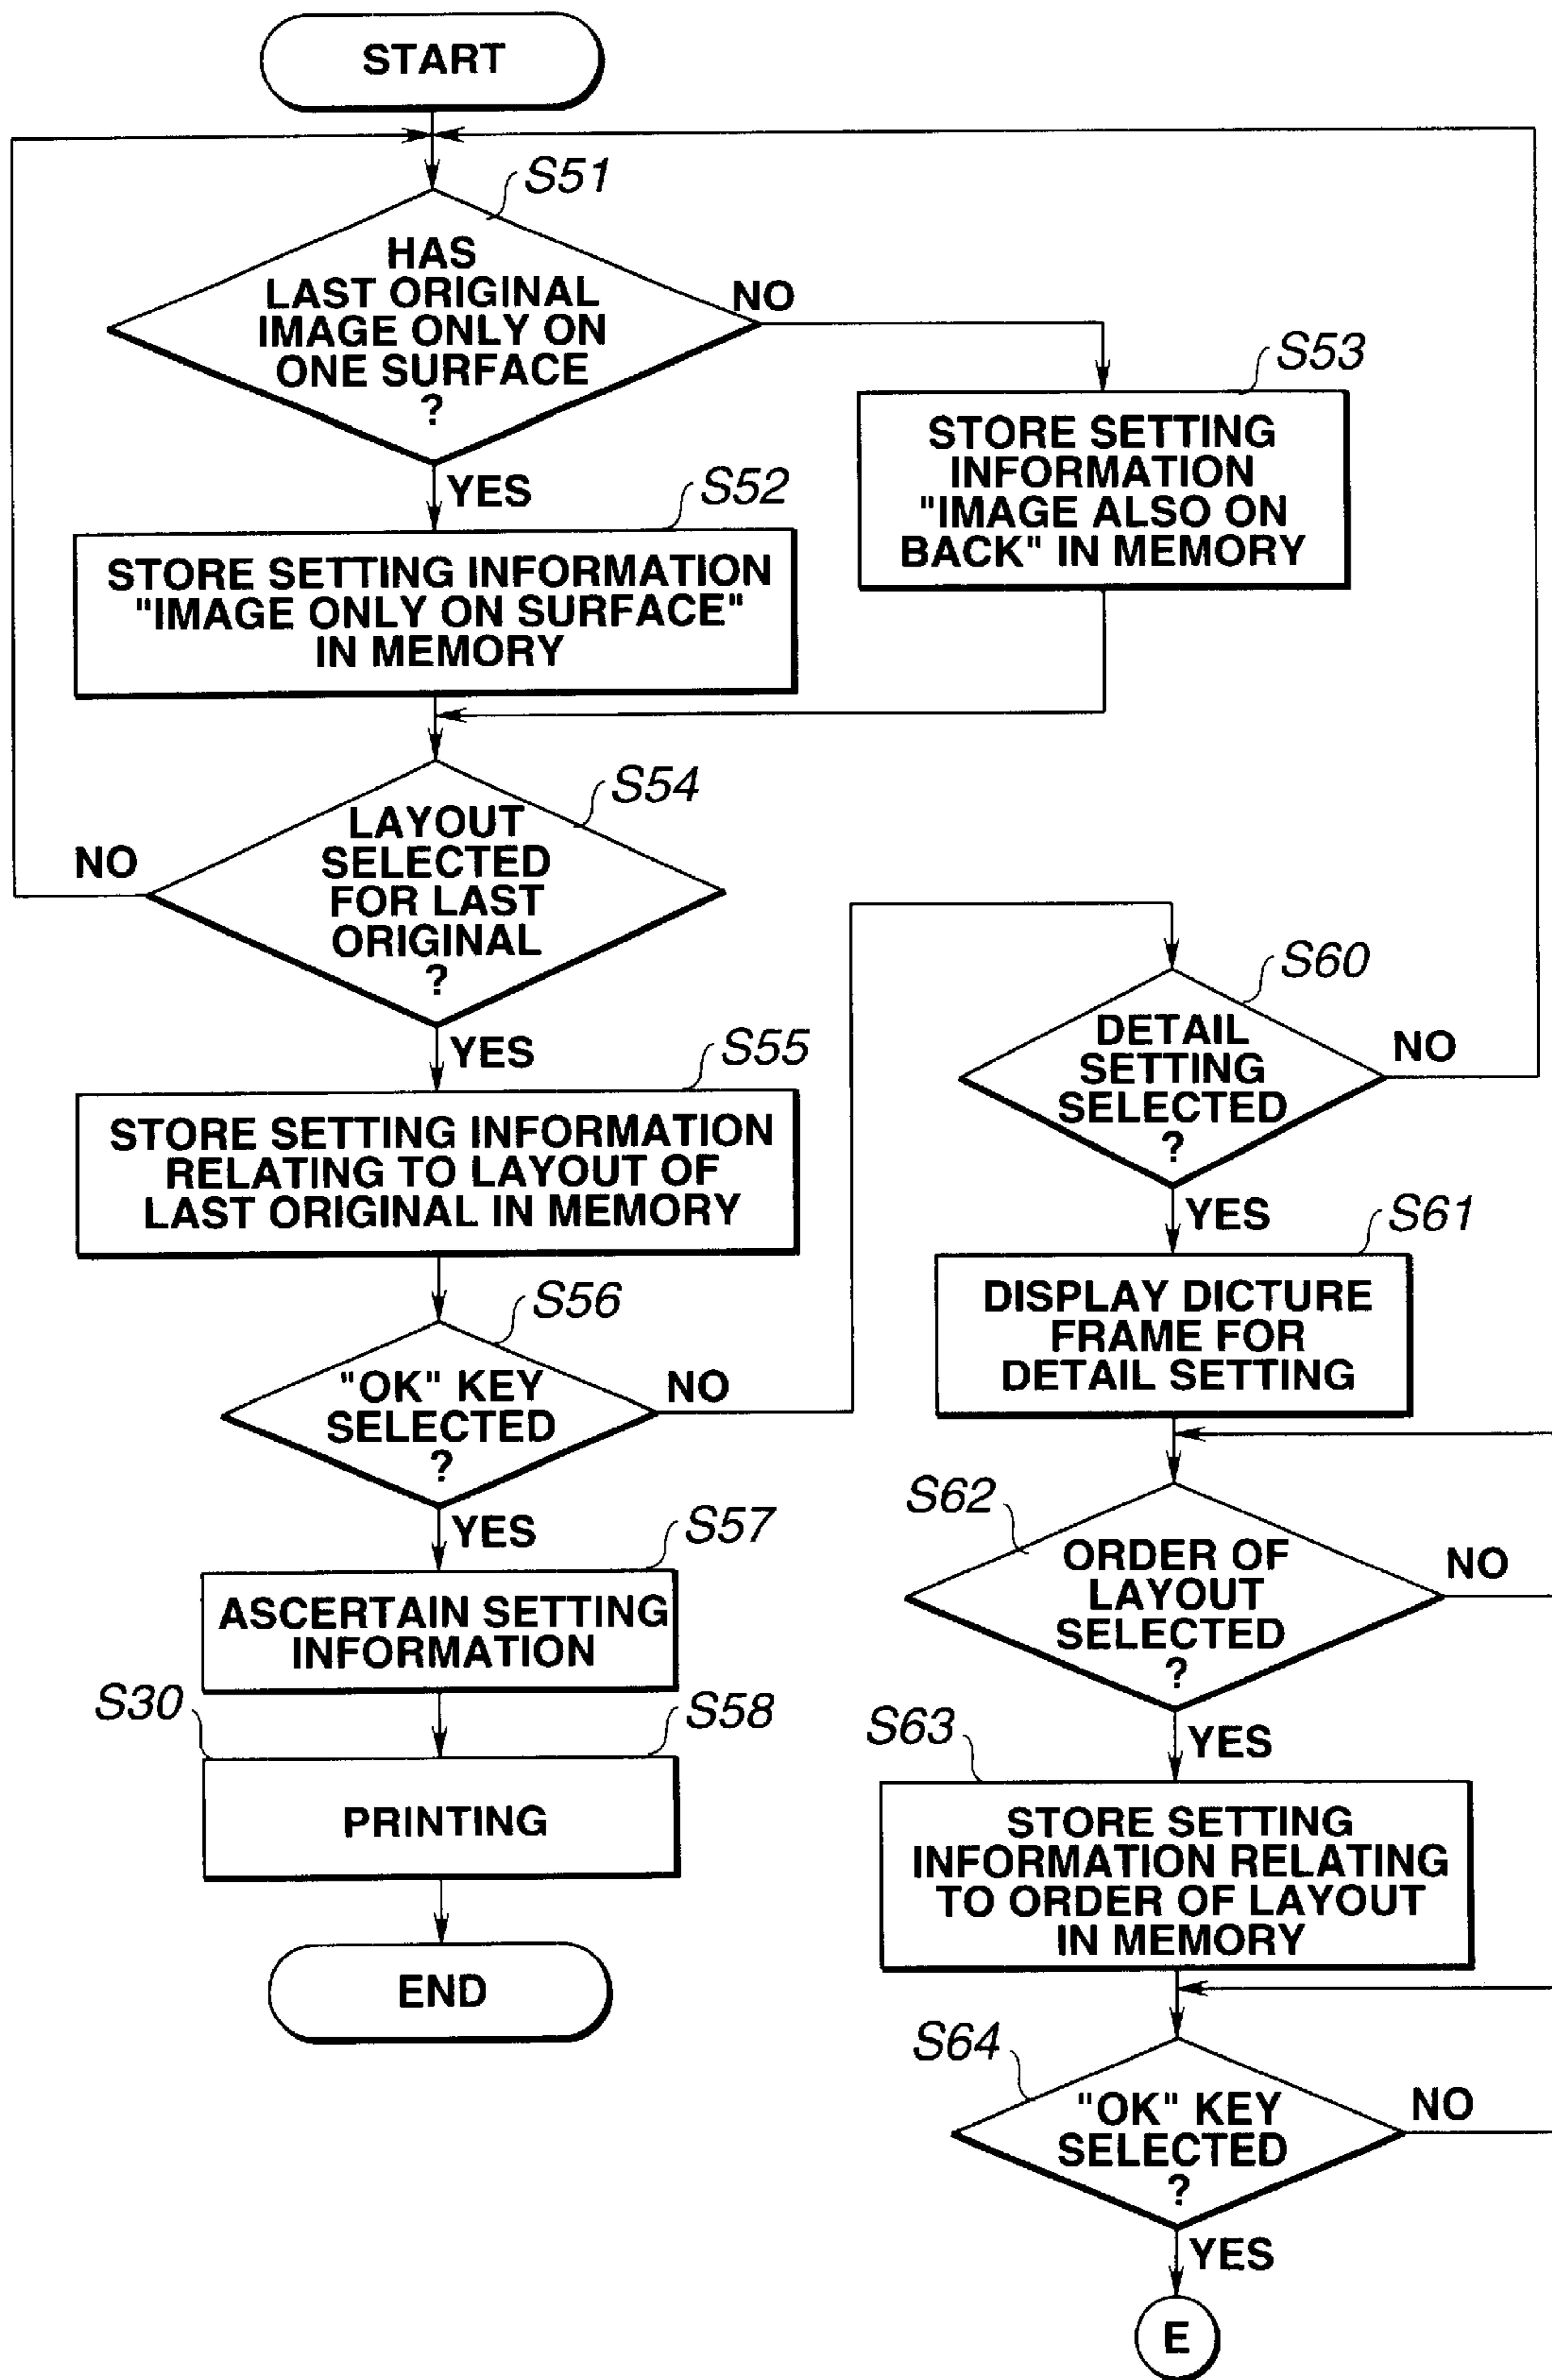 START
S51
HAS
LAST ORIGINAL
IMAGE ONLY ON
ONE SURFACE
?
NO
YES
S53
STORE SETTING
INFORMATION
"IMAGE ALSO ON
BACK" IN MEMORY
S52
STORE SETTING INFORMATION
"IMAGE ONLY ON SURFACE"
IN MEMORY
S54
LAYOUT
SELECTED
FOR LAST
ORIGINAL
?
NO
YES
S55
STORE SETTING INFORMATION
RELATING TO LAYOUT OF
LAST ORIGINAL IN MEMORY
S56
"OK" KEY
SELECTED
?
NO
YES
S57
ASCERTAIN SETTING
INFORMATION
S30
S58
PRINTING
END
S60
DETAIL
SETTING
SELECTED
?
NO
YES
S61
DISPLAY DICTURE
FRAME FOR
DETAIL SETTING
S62
ORDER OF
LAYOUT
SELECTED
?
NO
YES
S63
STORE SETTING
INFORMATION RELATING
TO ORDER OF LAYOUT
IN MEMORY
S64
"OK" KEY
SELECTED
?
NO
YES
E